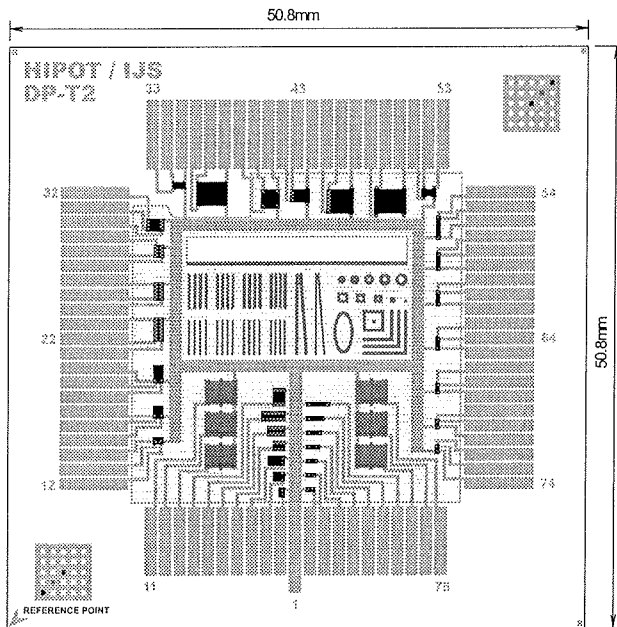 50.8mm
HIPOT / IJS
DP-T2
33 43 53
32 54
22 64
50.8mm
12 74
11 75
1
REFERENCE POINT